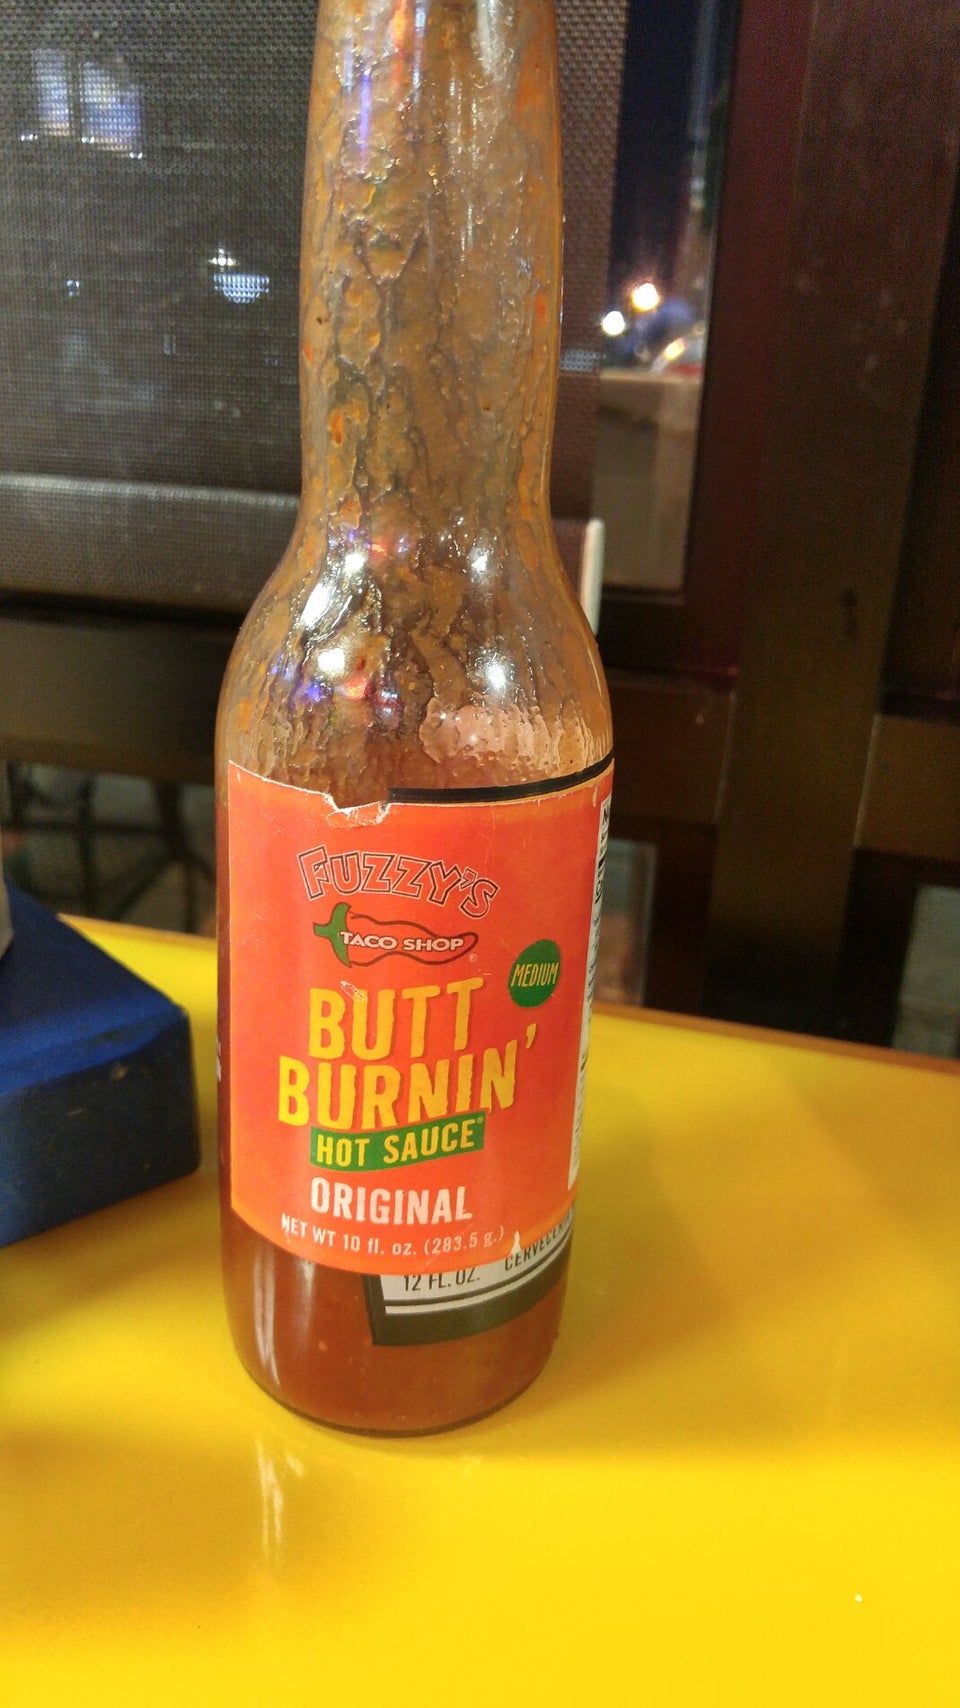 FUZZY'S
TACO SHOP®
MEDIUM
BUTT
BURNIN'
HOT SAUCE®
ORIGINAL
NET WT 10 fl. oz. (283.5 g.)
12 FL. OZ.